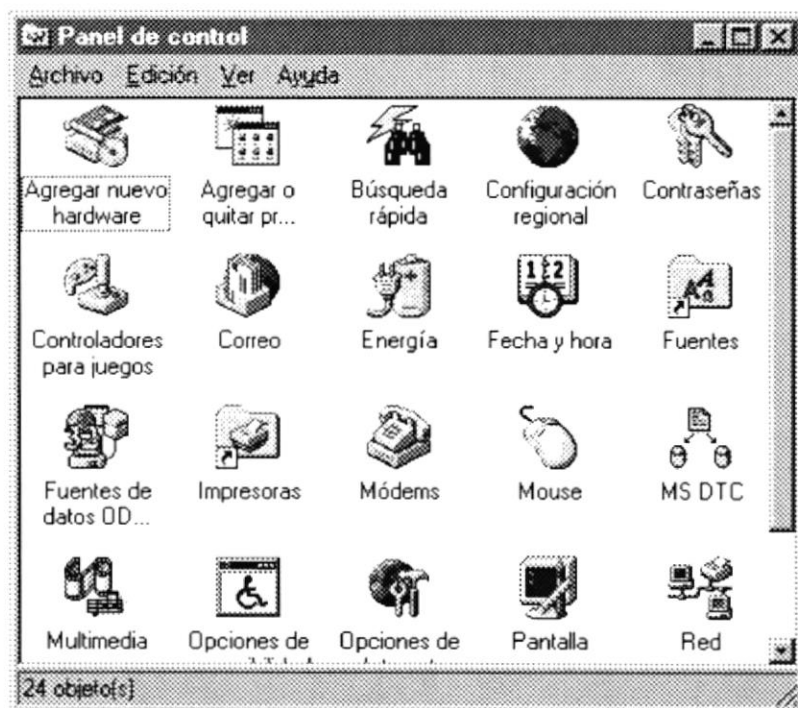 Panel de control
Archivo Edición Ver Ayuda
Agregar nuevo hardware
Agregar o quitar pr...
Búsqueda rápida
Configuración regional
Contraseñas
Controladores para juegos
Correo
Energía
Fecha y hora
Fuentes
Fuentes de datos OD...
Impresoras
Módems
Mouse
MS DTC
Multimedia
Opciones de
Opciones de
Pantalla
Red
24 objeto(s)